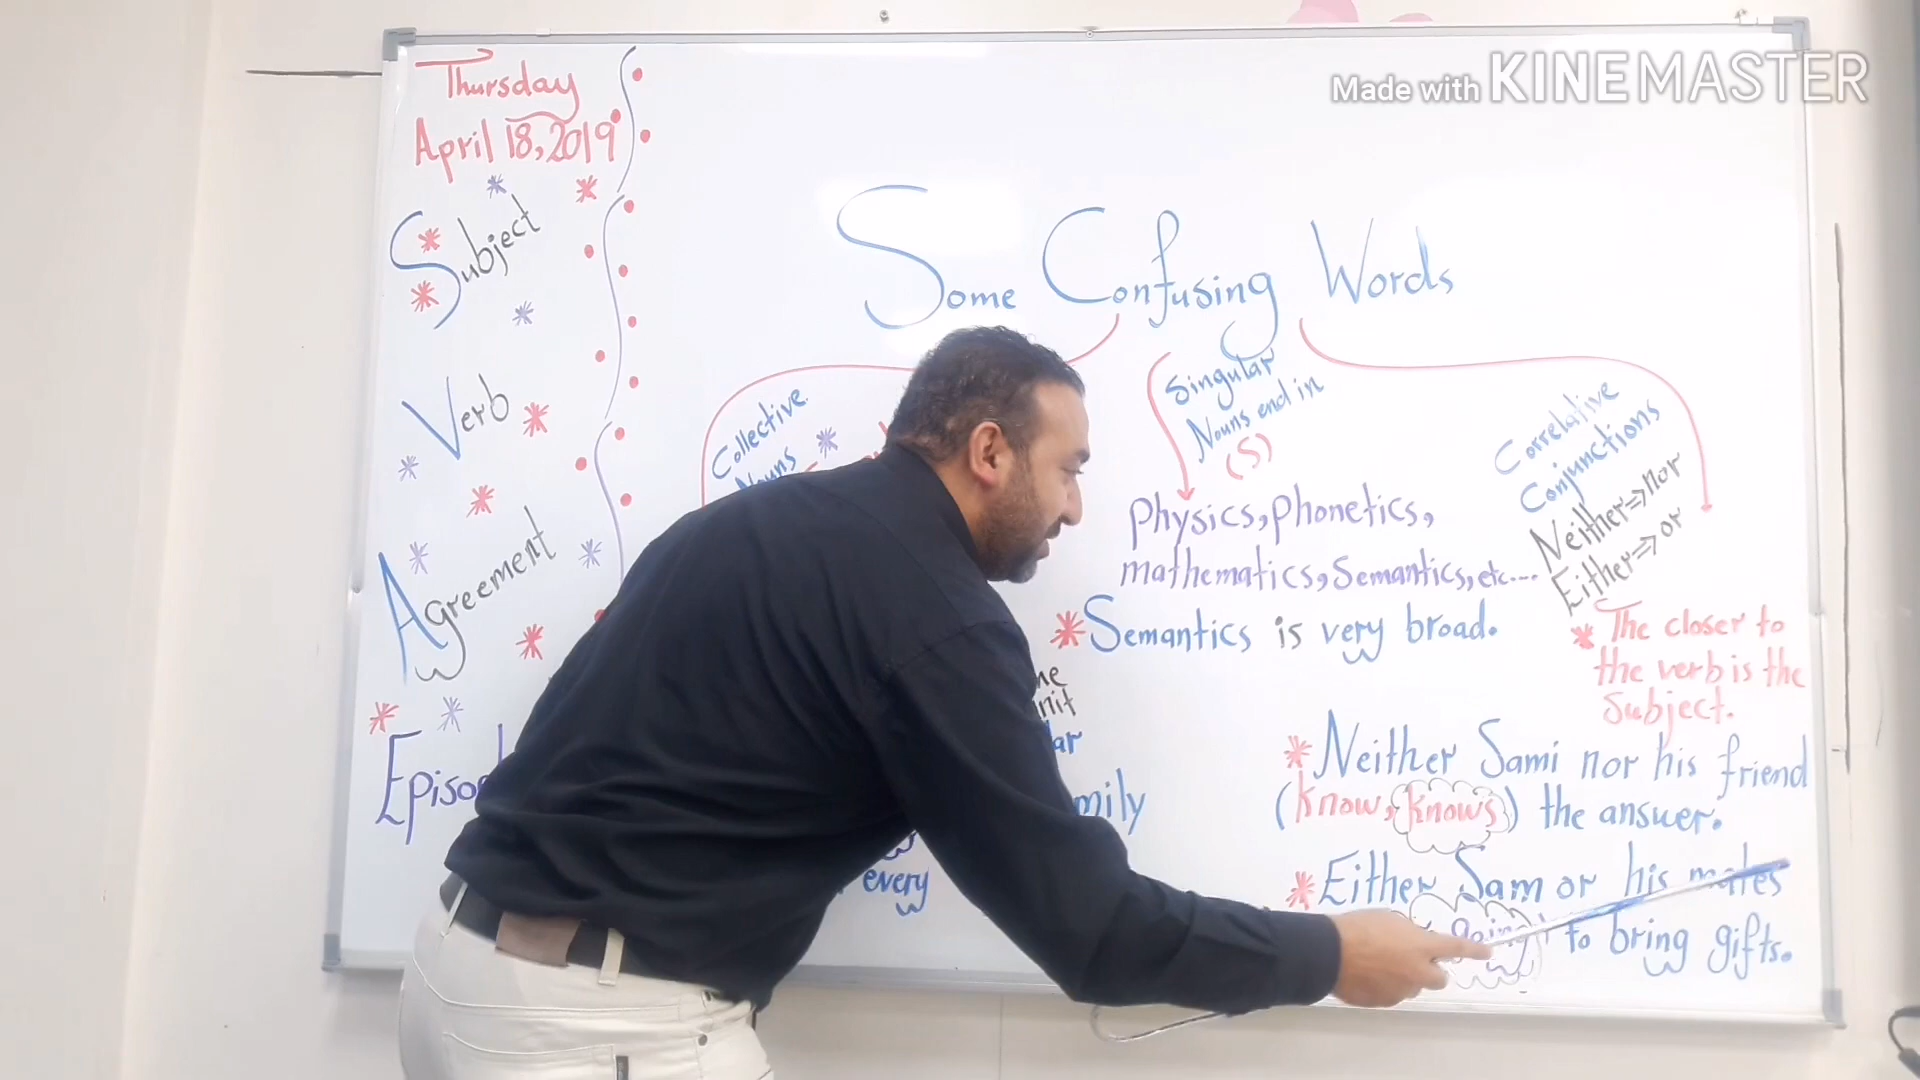 Made with KINEMASTER
Thursday
April 18, 2019
Subject
Verb
Agreement
Some Confusing Words
Collective
Nouns
every
Singular
Nouns end in
(S)
Physics, Phonetics,
mathematics, Semantics, etc....
* Semantics is very broad.
Correlative
Conjunctions
Neither => nor
Either => or
* The closer to
the verb is the
Subject.
* Neither Sami nor his friend
(know, knows) the answer.
* Either Sam or his mates
going to bring gifts.